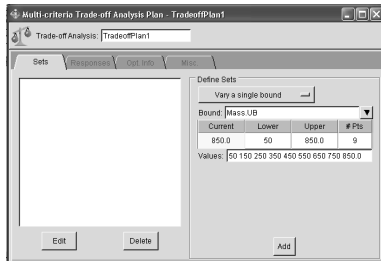 Multi-criteria Trade-off Analysis Plan - TradeoffPlan1
Trade-off Analysis: TradeoffPlan1
Sets Responses Opt Info Misc
Define Sets
Vary a single bound
Bound: Mass.UB
Current Lower Upper # Pts
850.0 50 850.0 9
Values: 50 150 250 350 450 550 650 750 850.0
Edit Delete Add